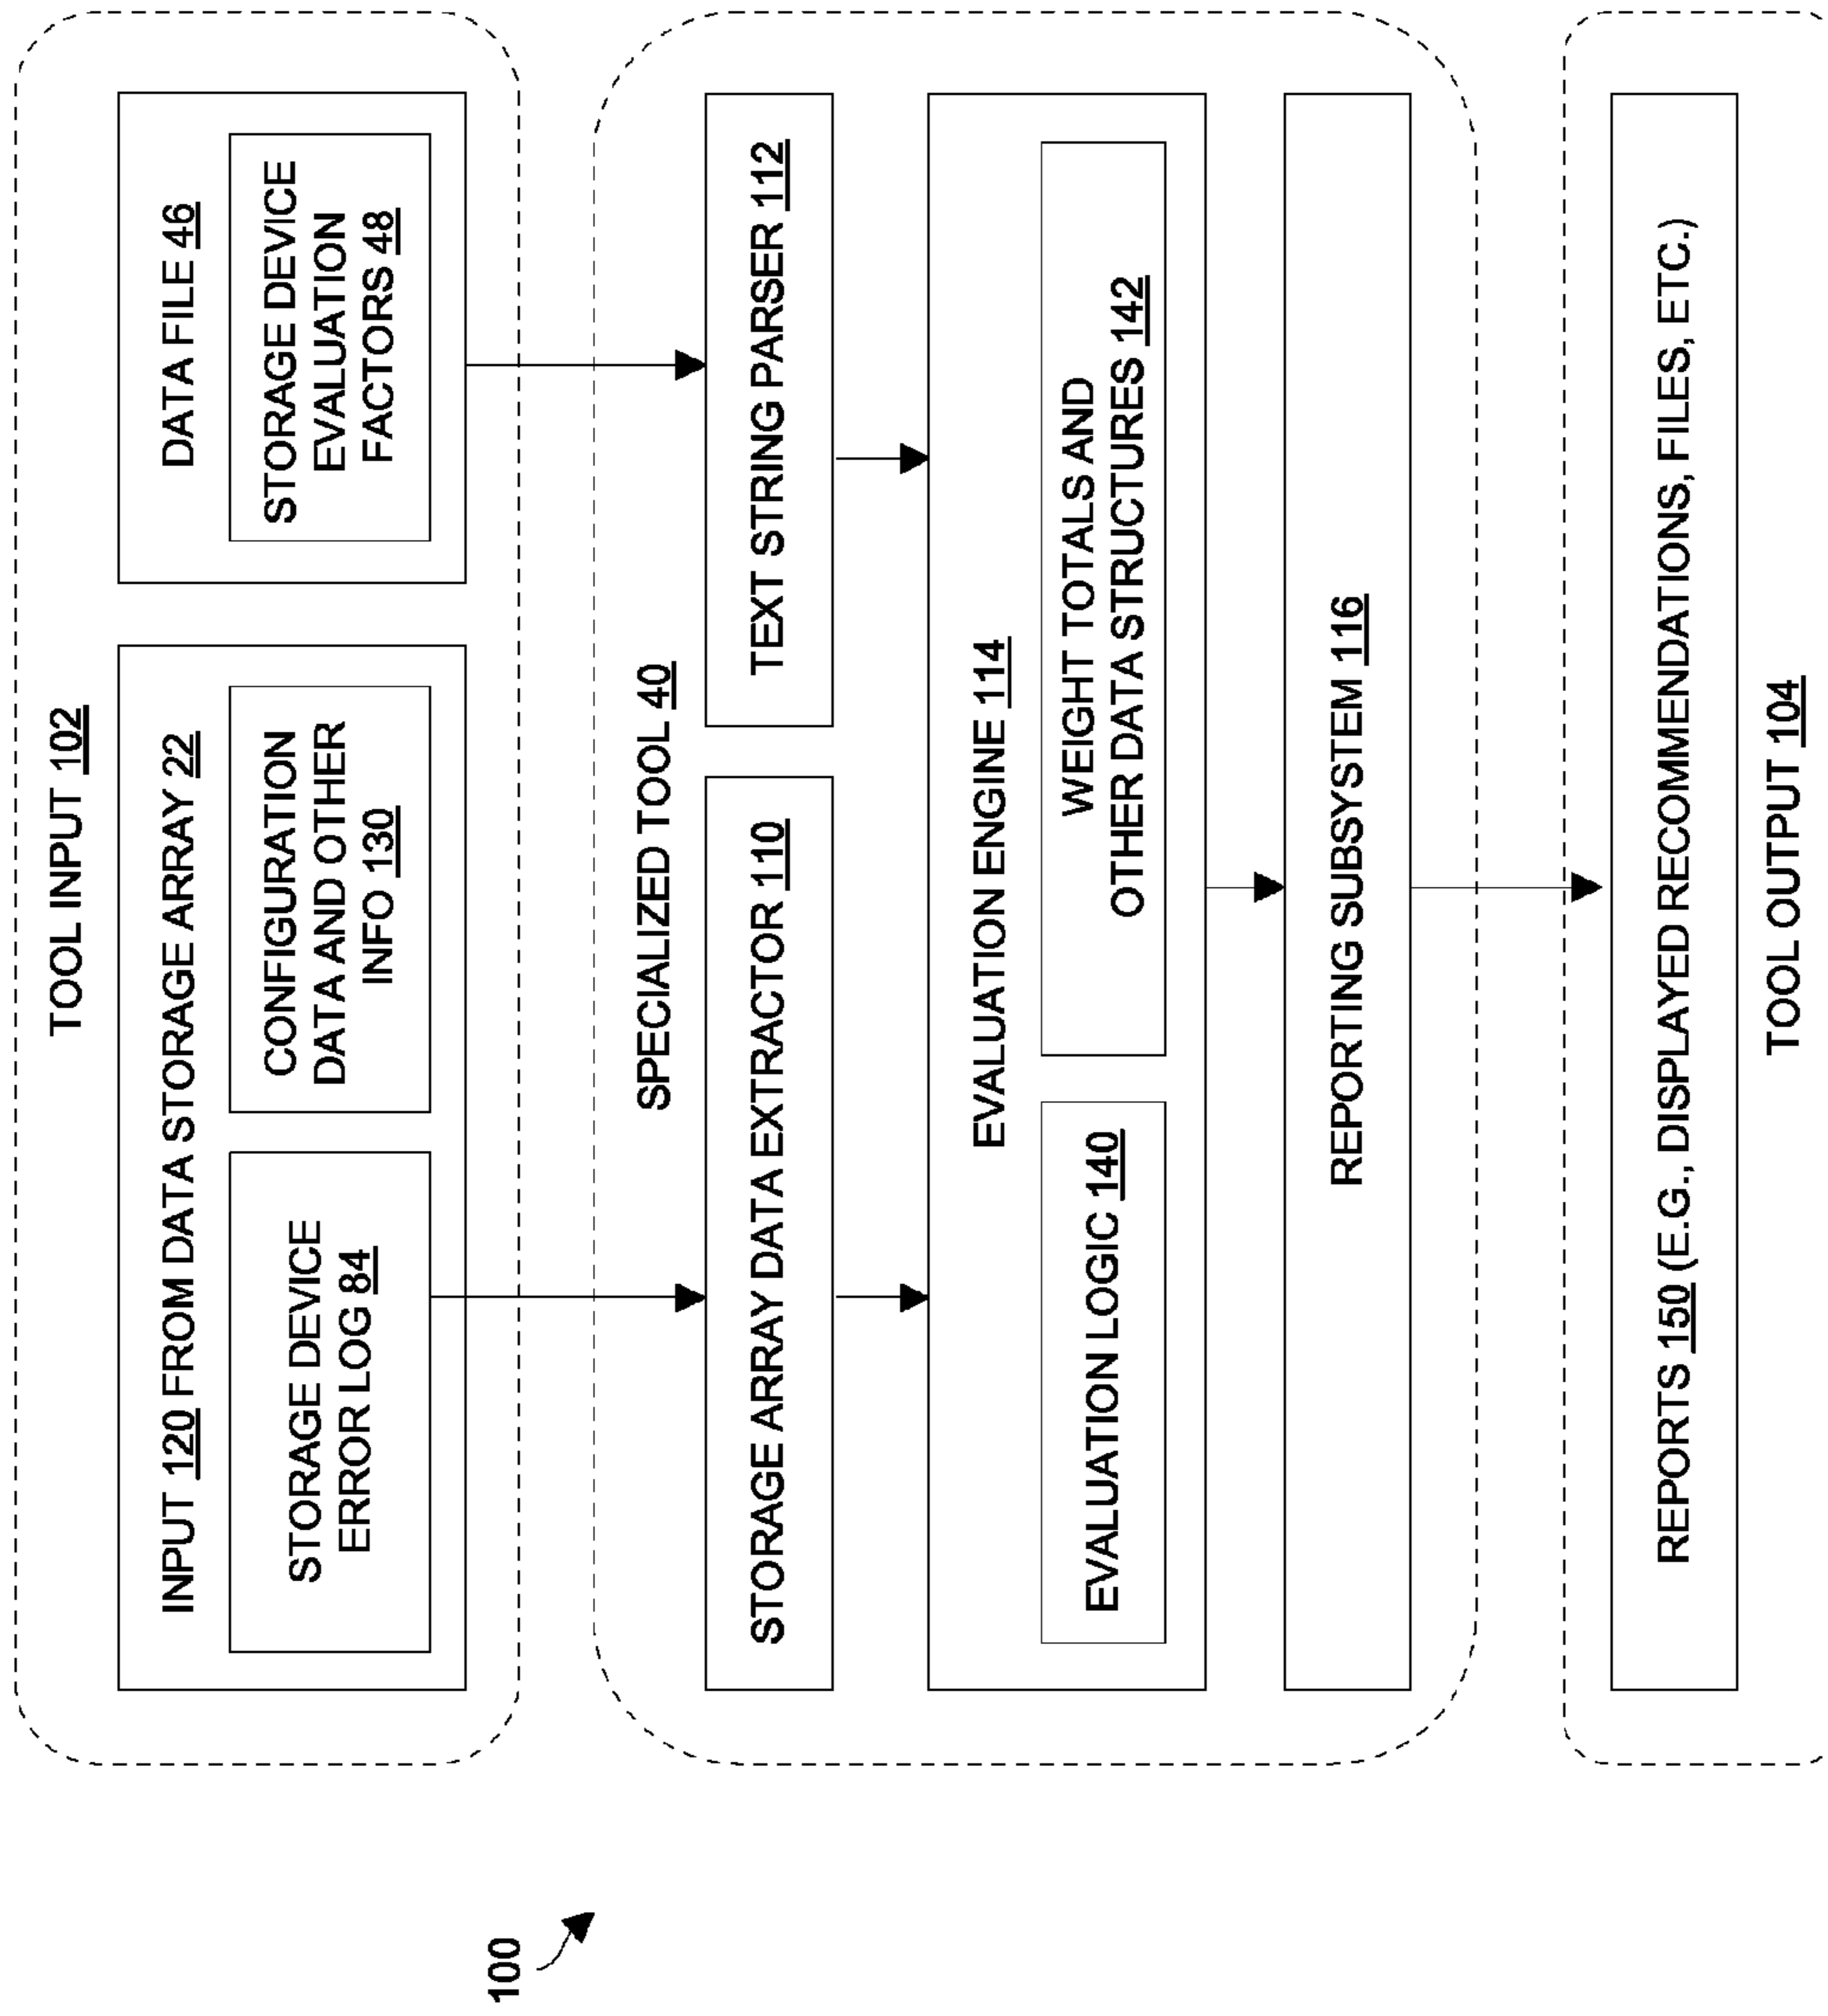 TOOL INPUT 102
INPUT 120 FROM DATA STORAGE ARRAY 22
STORAGE DEVICE
ERROR LOG 84
CONFIGURATION
DATA AND OTHER
INFO 130
DATA FILE 46
STORAGE DEVICE
EVALUATION
FACTORS 48
SPECIALIZED TOOL 40
STORAGE ARRAY DATA EXTRACTOR 110
TEXT STRING PARSER 112
EVALUATION ENGINE 114
EVALUATION LOGIC 140
WEIGHT TOTALS AND
OTHER DATA STRUCTURES 142
REPORTING SUBSYSTEM 116
REPORTS 150 (E.G., DISPLAYED RECOMMENDATIONS, FILES, ETC.)
TOOL OUTPUT 104
100